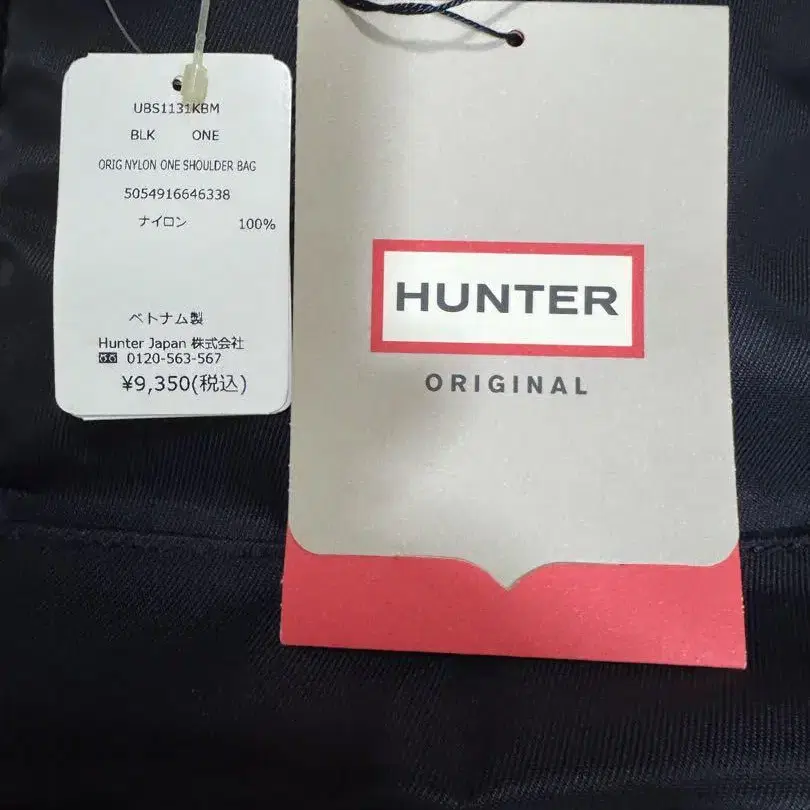 UBS1131KBM
BLK ONE
ORIG NYLON ONE SHOULDER BAG
5054916646338
ナイロン 100%
ベトナム製
Hunter Japan 株式会社
0120-563-567
¥9,350(税込)
HUNTER
ORIGINAL